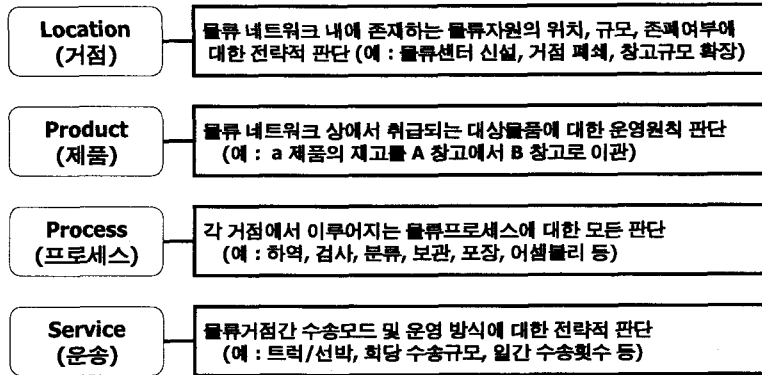 Location
(거점)
물류 네트워크 내에 존재하는 물류자원의 위치, 규모, 존폐여부에
대한 전략적 판단 (예 : 물류센터 신설, 거점 폐쇄, 창고규모 확장)
Product
(제품)
물류 네트워크 상에서 취급되는 대상물품에 대한 운영원칙 판단
(예 : a 제품의 재고를 A 창고에서 B 창고로 이관)
Process
(프로세스)
각 거점에서 이루어지는 물류프로세스에 대한 모든 판단
(예 : 하역, 검사, 분류, 보관, 포장, 어셈블리 등)
Service
(운송)
물류거점간 수송모드 및 운영 방식에 대한 전략적 판단
(예 : 트럭/선박, 회당 수송규모, 일간 수송횟수 등)